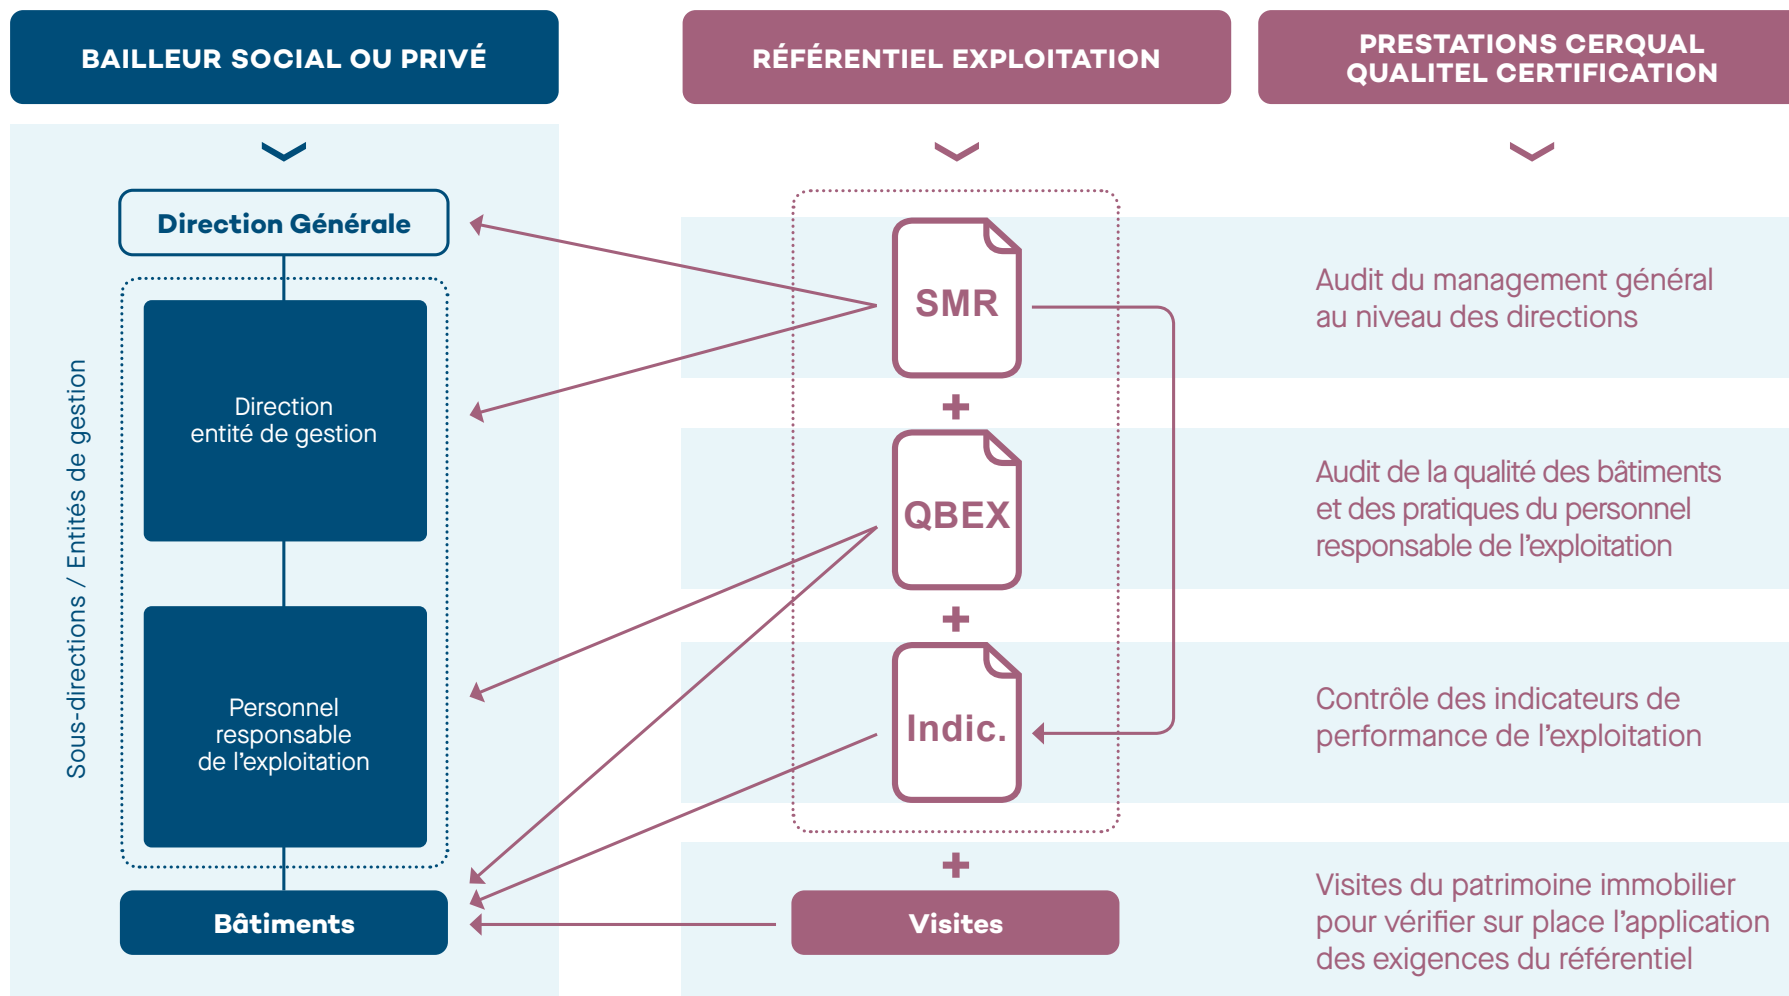 BAILLEUR SOCIAL OU PRIVÉ
RÉFÉRENTIEL EXPLOITATION
PRESTATIONS CERQUAL
QUALITEL CERTIFICATION
Direction Générale
Sous-directions / Entités de gestion
Direction
entité de gestion
Personnel
responsable
de l’exploitation
Bâtiments
SMR
+
QBEX
+
Indic.
+
Visites
Audit du management général
au niveau des directions
Audit de la qualité des bâtiments
et des pratiques du personnel
responsable de l’exploitation
Contrôle des indicateurs de
performance de l’exploitation
Visites du patrimoine immobilier
pour vérifier sur place l’application
des exigences du référentiel